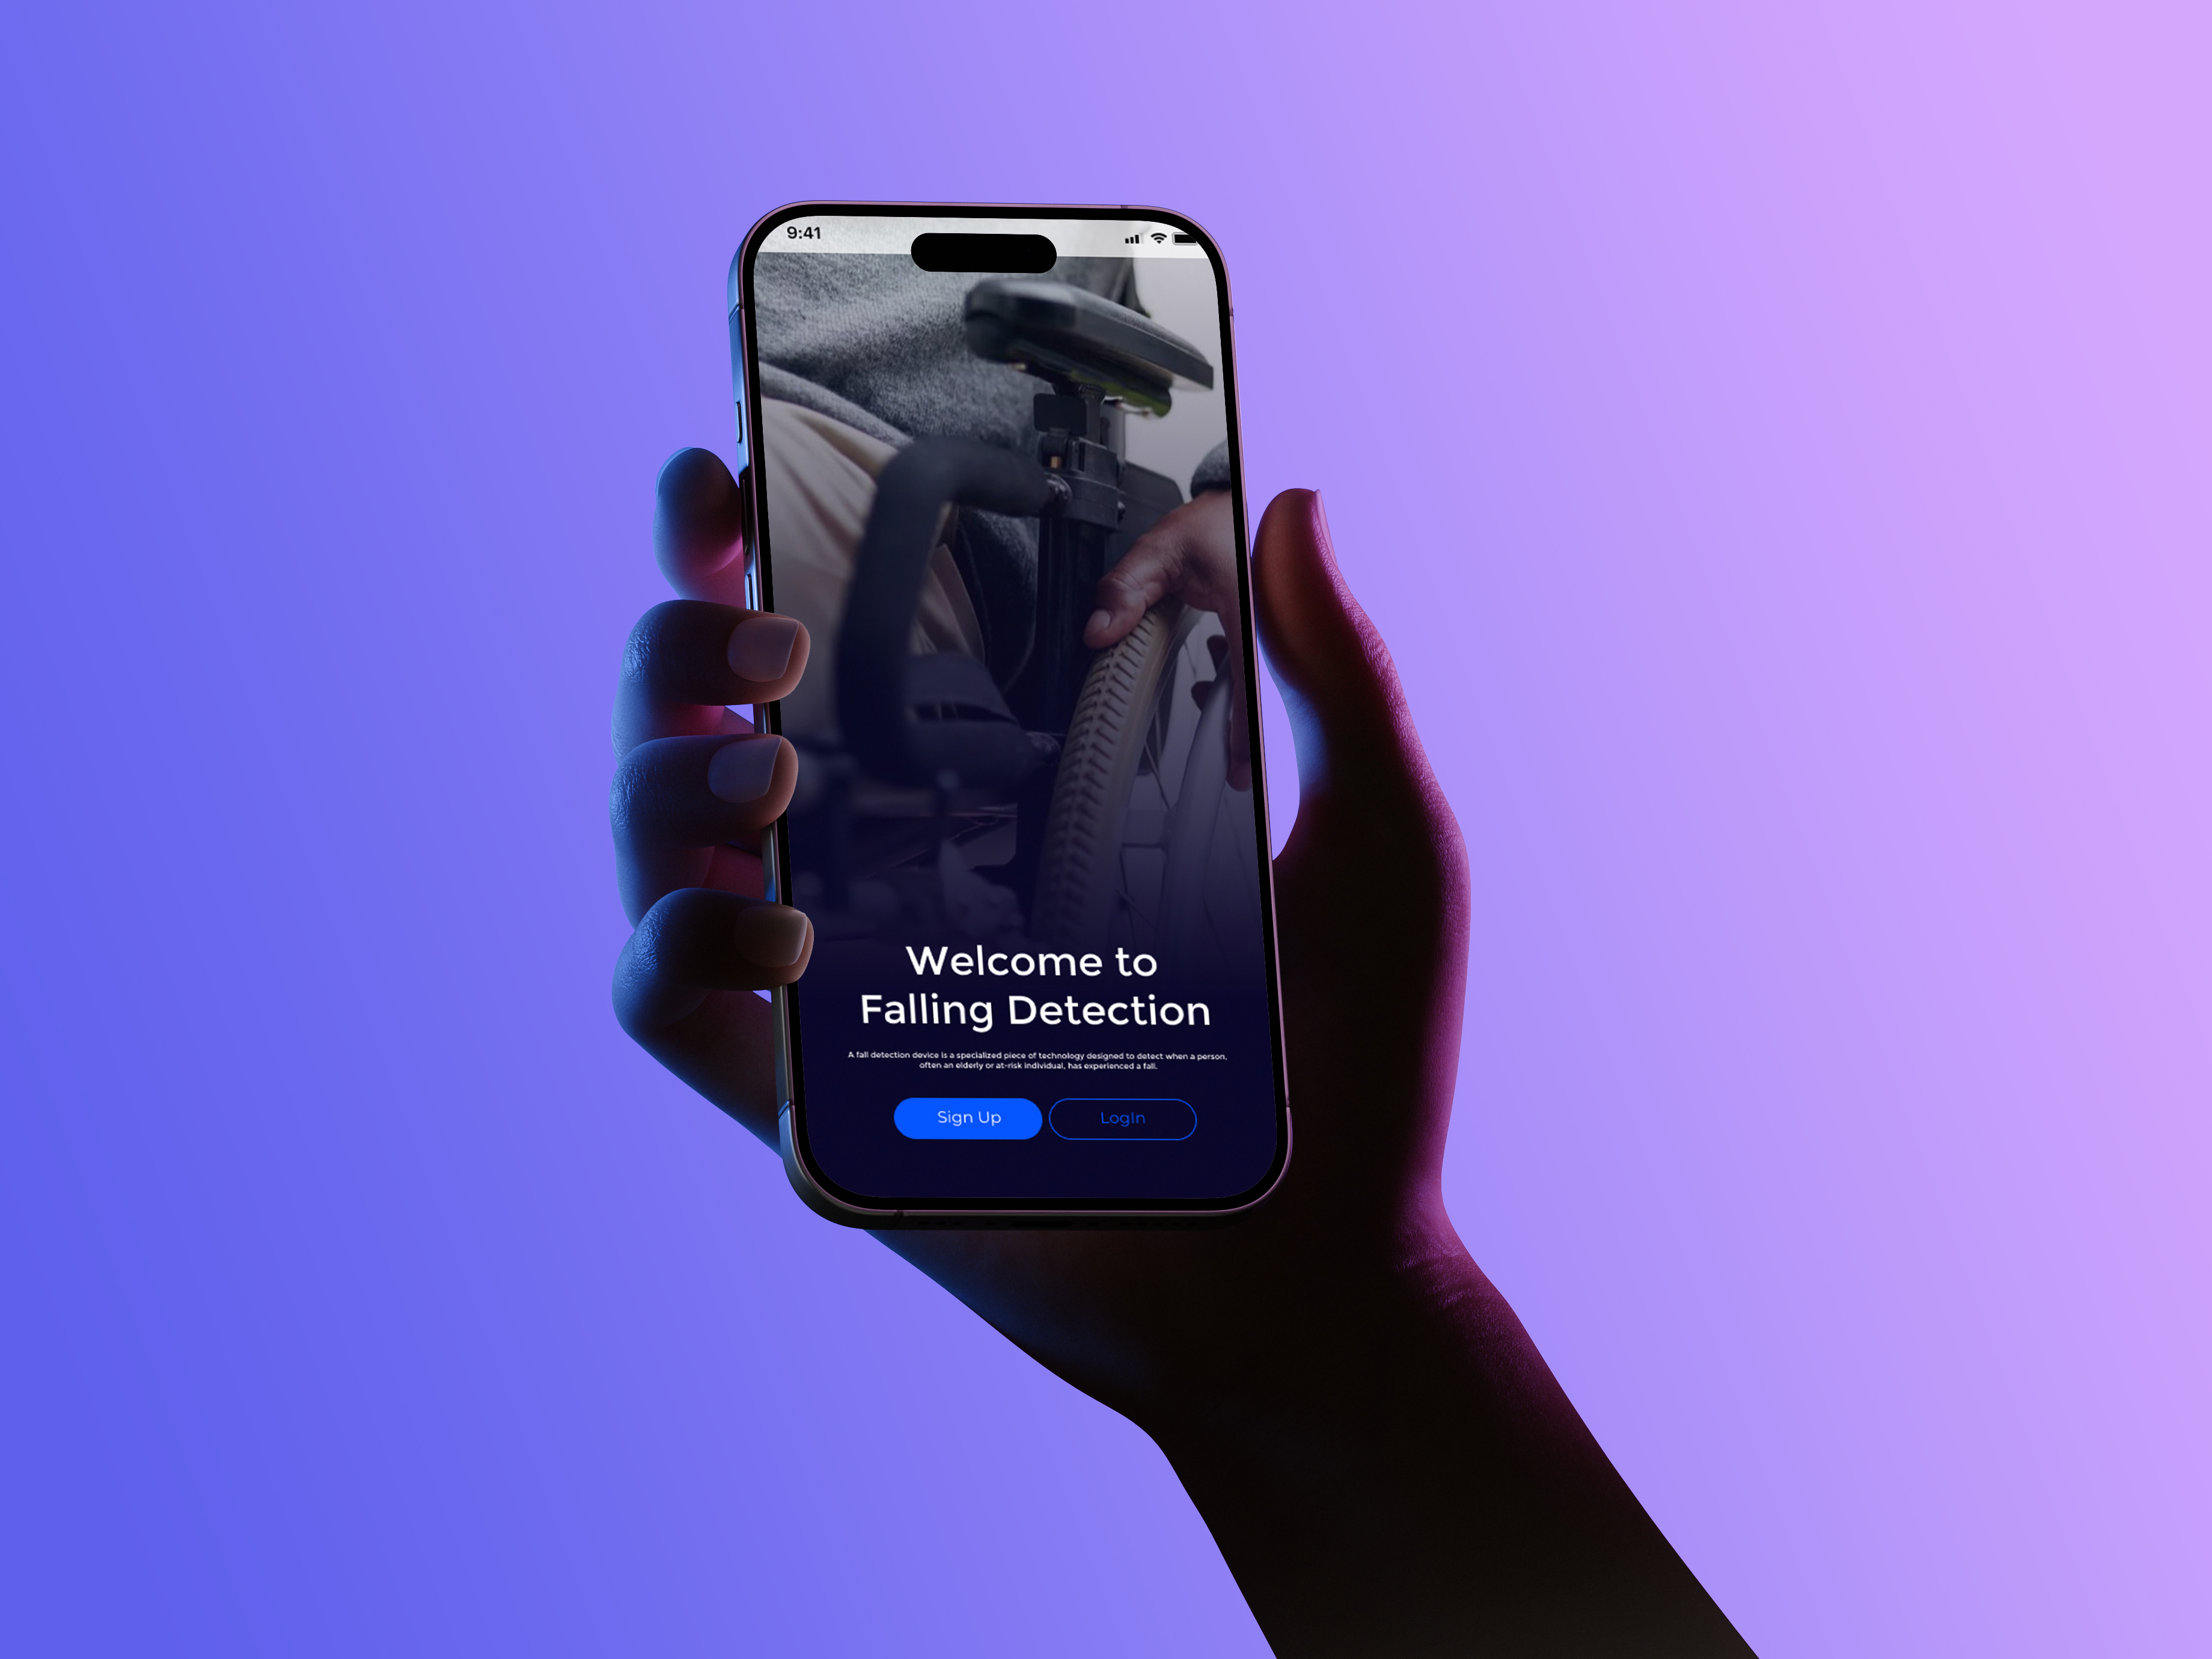 9:41
Welcome to
Falling Detection
A fall detection device is a specialized piece of technology designed to detect when a person,
often an elderly or at-risk individual, has experienced a fall.
Sign Up
LogIn